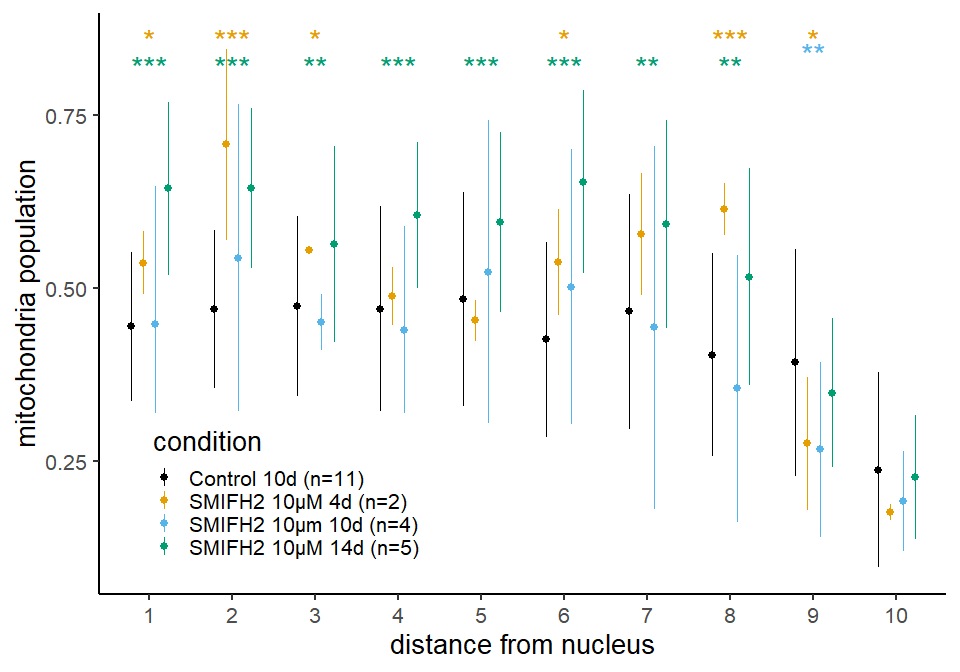 * *** * * *** *
**
*** *** ** *** *** *** ** **
0.75
0.50
0.25
mitochondria population
condition
Control 10d (n=11)
SMIFH2 10µM 4d (n=2)
SMIFH2 10µm 10d (n=4)
SMIFH2 10µM 14d (n=5)
1 2 3 4 5 6 7 8 9 10
distance from nucleus